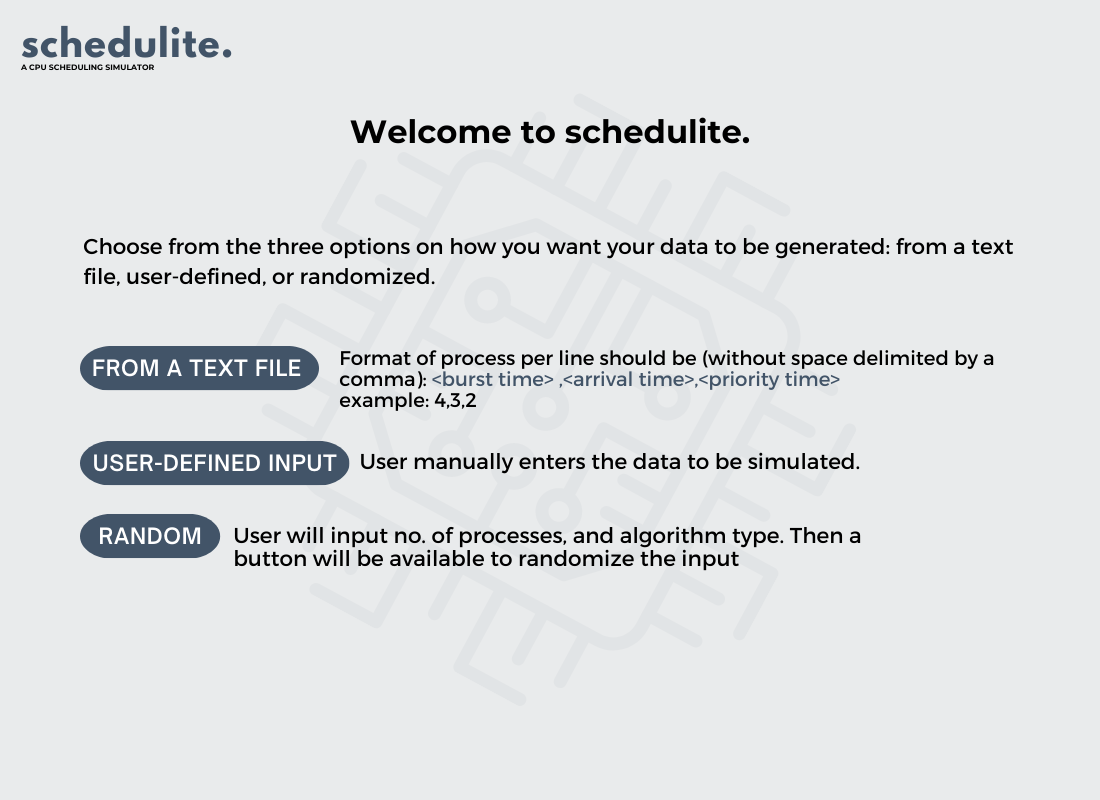 schedulite.
A CPU SCHEDULING SIMULATOR
Welcome to schedulite.
Choose from the three options on how you want your data to be generated: from a text
file, user-defined, or randomized.
FROM A TEXT FILE
Format of process per line should be (without space delimited by a
comma): <burst time> ,<arrival time>,<priority time>
example: 4,3,2
USER-DEFINED INPUT
User manually enters the data to be simulated.
RANDOM
User will input no. of processes, and algorithm type. Then a
button will be available to randomize the input